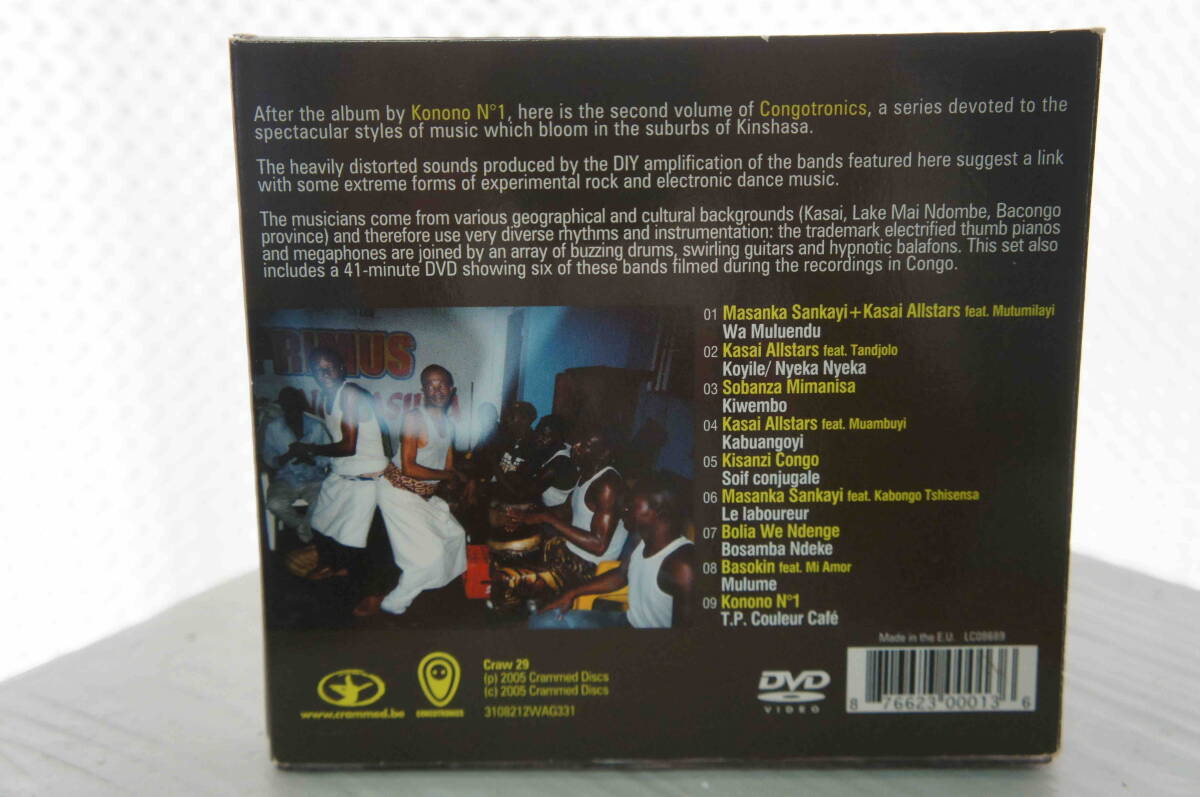 After the album by Konono N°1, here is the second volume of Congotronics, a series devoted to the
spectacular styles of music which bloom in the suburbs of Kinshasa.
The heavily distorted sounds produced by the DIY amplification of the bands featured here suggest a link
with some extreme forms of experimental rock and electronic dance music.
The musicians come from various geographical and cultural backgrounds (Kasai, Lake Mai Ndombe, Bacongo
province) and therefore use very diverse rhythms and instrumentation: the trademark electrified thumb pianos
and megaphones are joined by an array of buzzing drums, swirling guitars and hypnotic balafons. This set also
includes a 41-minute DVD showing six of these bands filmed during the recordings in Congo.
PRIMUS
01 Masanka Sankayi+Kasai Allstars feat. Mutumilayi
Wa Muluendu
02 Kasai Allstars feat. Tandjolo
Koyile/ Nyeka Nyeka
03 Sobanza Mimanisa
Kiwembo
04 Kasai Allstars feat. Muambuyi
Kabuangoyi
05 Kisanzi Congo
Soif conjugale
06 Masanka Sankayi feat. Kabongo Tshisensa
Le laboureur
07 Bolia We Ndenge
Bosamba Ndeke
08 Basokin feat. Mi Amor
Mulume
09 Konono N°1
T.P. Couleur Café
www.crammed.be
CONGOTRONICS
Craw 29
(p) 2005 Crammed Discs
(c) 2005 Crammed Discs
3108212WAG331
DVD
VIDEO
Made in the E.U. LC08689
8 76623 00013 6